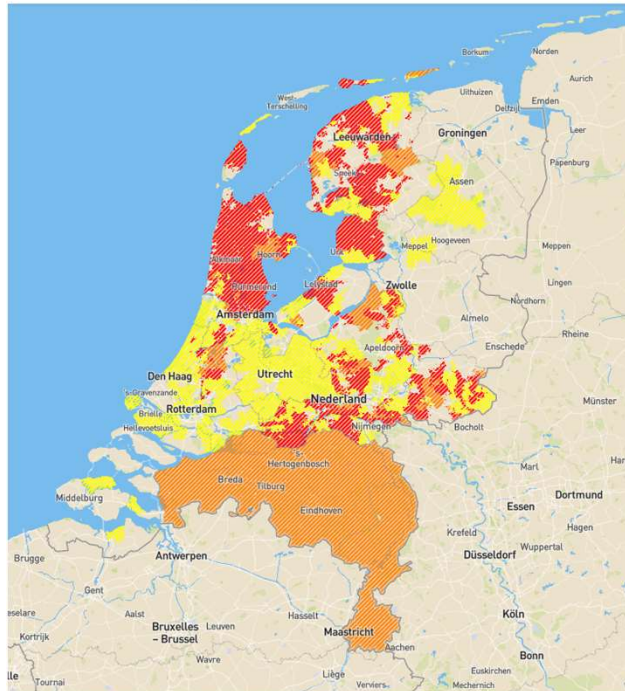 Borkum
Norden
Aurich
Uithuizen
Emden
Delfzijl
West-
Terschelling
Leeuwarden
Groningen
Leer
Papenburg
Sneek
Assen
Hoogeveen
Meppel
Meppen
Urk
Hoorn
Alkmaar
Lingen
Purmerend
Lelystad
Zwolle
Nordhorn
Amsterdam
Almelo
Rheine
Apeldoorn
Enschede
Den Haag
Utrecht
's-Gravenzande
Nederland
Münster
Rotterdam
Brielle
Hellevoetsluis
Nijmegen
Bocholt
's-
Hertogenbosch
Marl
Breda
Tilburg
Dortmund
Middelburg
Eindhoven
Essen
Hagen
Krefeld
Wuppertal
Antwerpen
Düsseldorf
Brugge
Gent
Hasselt
Aalst
Leuven
Köln
Bruxelles
- Brussel
Maastricht
Kortrijk
Aachen
Wavre
Bonn
Liège
Euskirchen
Tournai
Verviers
Mechernich